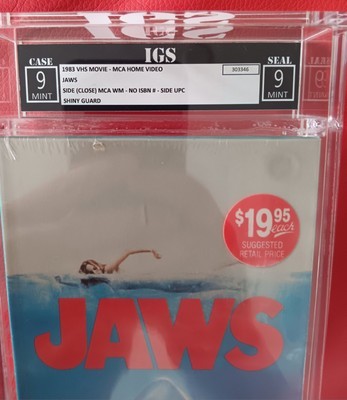 CASE
9
MINT
IGS
1983 VHS MOVIE - MCA HOME VIDEO
303346
JAWS
SIDE (CLOSE) MCA WM - NO ISBN # - SIDE UPC
SHINY GUARD
SEAL
9
MINT
$19.95
each
SUGGESTED
RETAIL PRICE
JAWS